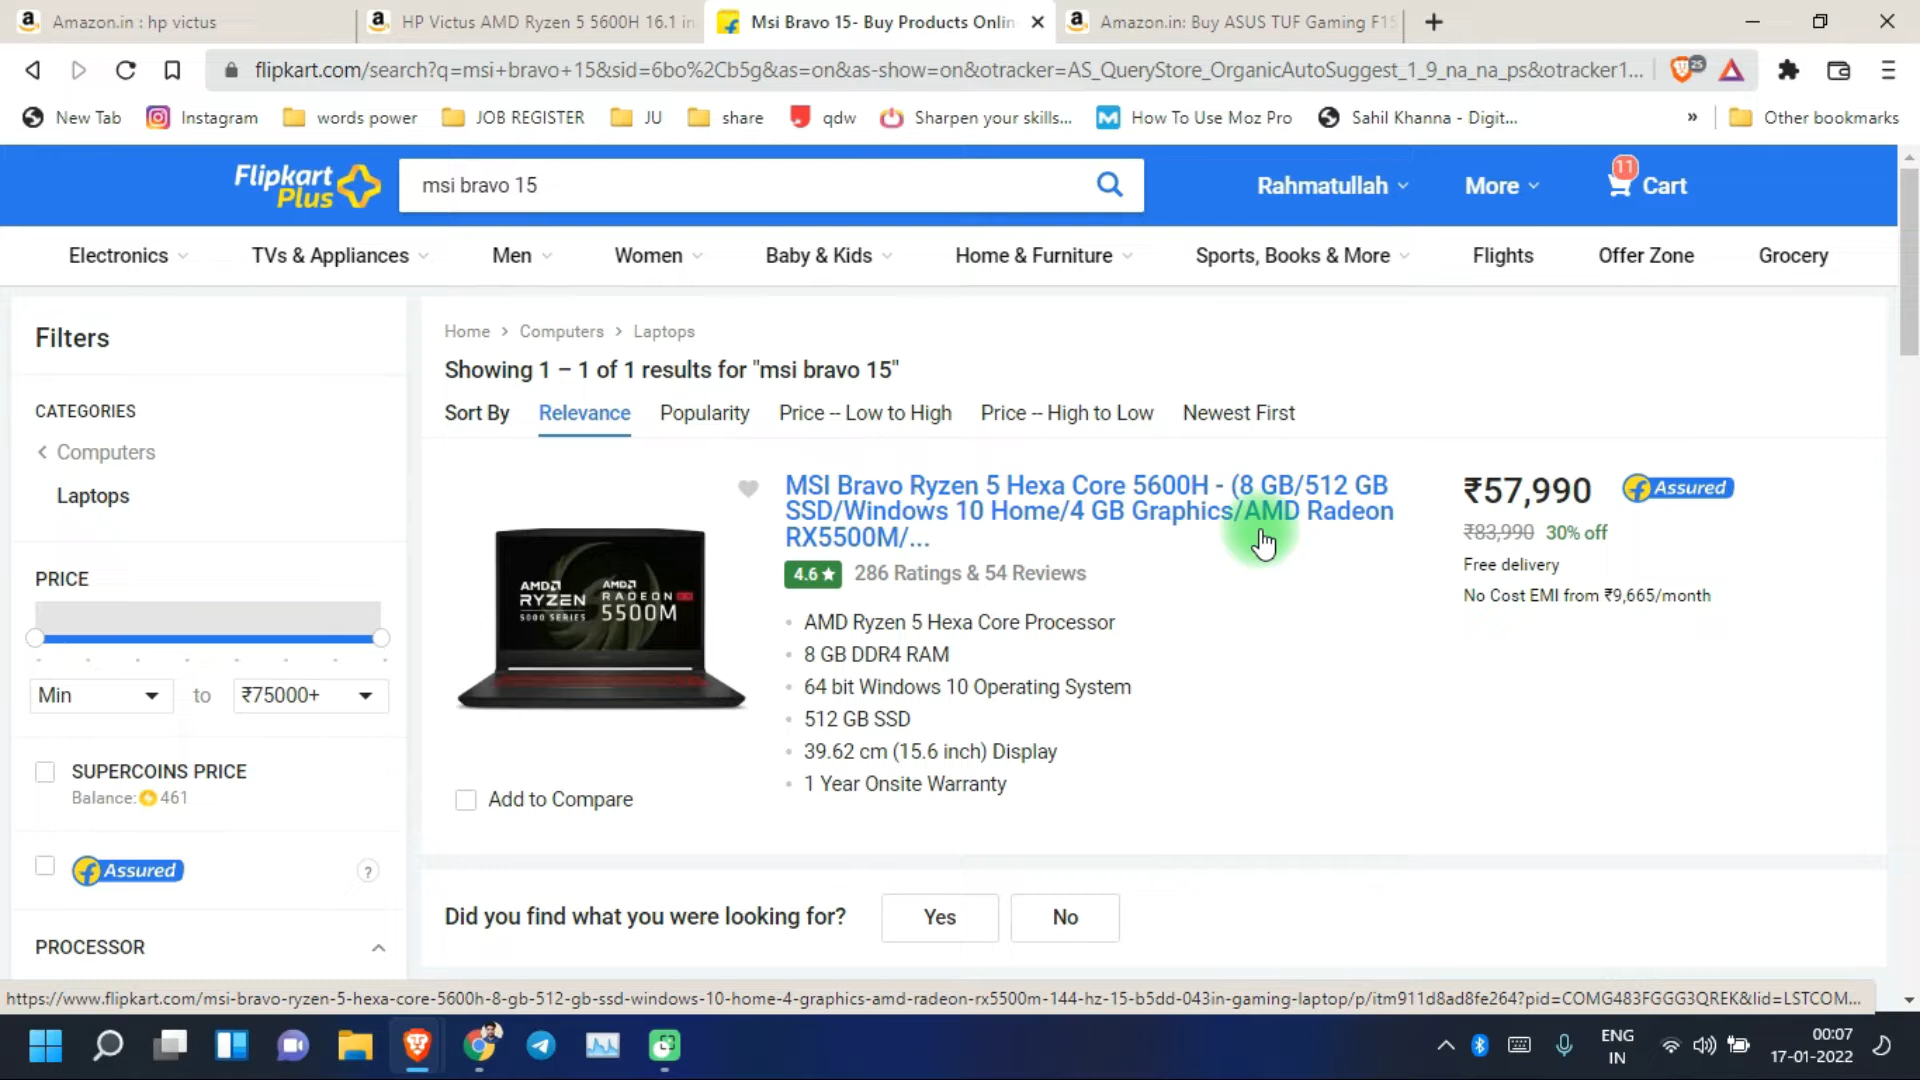 Amazon.in : hp victus
HP Victus AMD Ryzen 5 5600H 16.1 in
Msi Bravo 15- Buy Products Onlin
Amazon.in: Buy ASUS TUF Gaming F15
flipkart.com/search?q=msi+bravo+15&sid=6bo%2Cb5g&as=on&as-show=on&otracker=AS_QueryStore_OrganicAutoSuggest_1_9_na_na_ps&otracker1...
25
New Tab
Instagram
words power
JOB REGISTER
JU
share
qdw
Sharpen your skills...
How To Use Moz Pro
Sahil Khanna - Digit...
»
Other bookmarks
Flipkart
Plus
msi bravo 15
Rahmatullah
More
11
Cart
Electronics
TVs & Appliances
Men
Women
Baby & Kids
Home & Furniture
Sports, Books & More
Flights
Offer Zone
Grocery
Filters
CATEGORIES
< Computers
Laptops
PRICE
Min
to
₹75000+
SUPERCOINS PRICE
Balance: 461
Assured
?
PROCESSOR
Home > Computers > Laptops
Showing 1 – 1 of 1 results for "msi bravo 15"
Sort By
Relevance
Popularity
Price -- Low to High
Price -- High to Low
Newest First
AMD
RYZEN
5000 SERIES
AMD
RADEON
5500M
Add to Compare
MSI Bravo Ryzen 5 Hexa Core 5600H - (8 GB/512 GB
SSD/Windows 10 Home/4 GB Graphics/AMD Radeon
RX5500M/...
4.6★
286 Ratings & 54 Reviews
AMD Ryzen 5 Hexa Core Processor
8 GB DDR4 RAM
64 bit Windows 10 Operating System
512 GB SSD
39.62 cm (15.6 inch) Display
1 Year Onsite Warranty
₹57,990
Assured
₹83,990 30% off
Free delivery
No Cost EMI from ₹9,665/month
Did you find what you were looking for?
Yes
No
https://www.flipkart.com/msi-bravo-ryzen-5-hexa-core-5600h-8-gb-512-gb-ssd-windows-10-home-4-graphics-amd-radeon-rx5500m-144-hz-15-b5dd-043in-gaming-laptop/p/itm911d8ad8fe264?pid=COMG483FGGG3QREK&lid=LSTCOM...
ENG
IN
00:07
17-01-2022